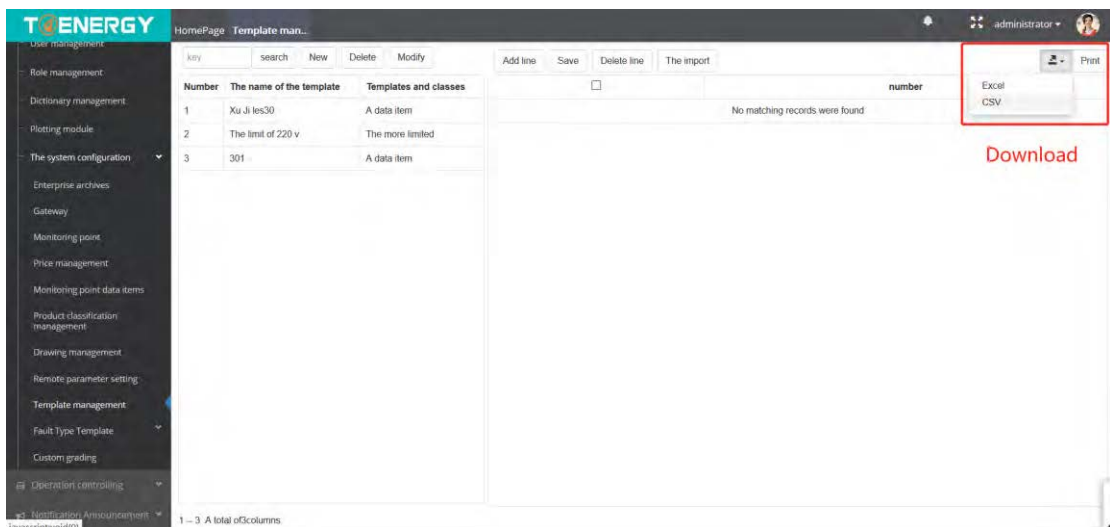 TOENERGY
HomePage Template man...
administrator
User management
Role management
Dictionary management
Plotting module
The system configuration
Enterprise archives
Gateway
Monitoring point
Price management
Monitoring point data items
Product classification
management
Drawing management
Remote parameter setting
Template management
Fault Type Template
Custom grading
Operation controlling
Notification Announcement
key search New Delete Modify
Number The name of the template Templates and classes
1 Xu Ji les30 A data item
2 The limit of 220 v The more limited
3 301 A data item
1 – 3 A total of3columns
Add line Save Delete line The import
Print
number
No matching records were found
Excel
CSV
Download